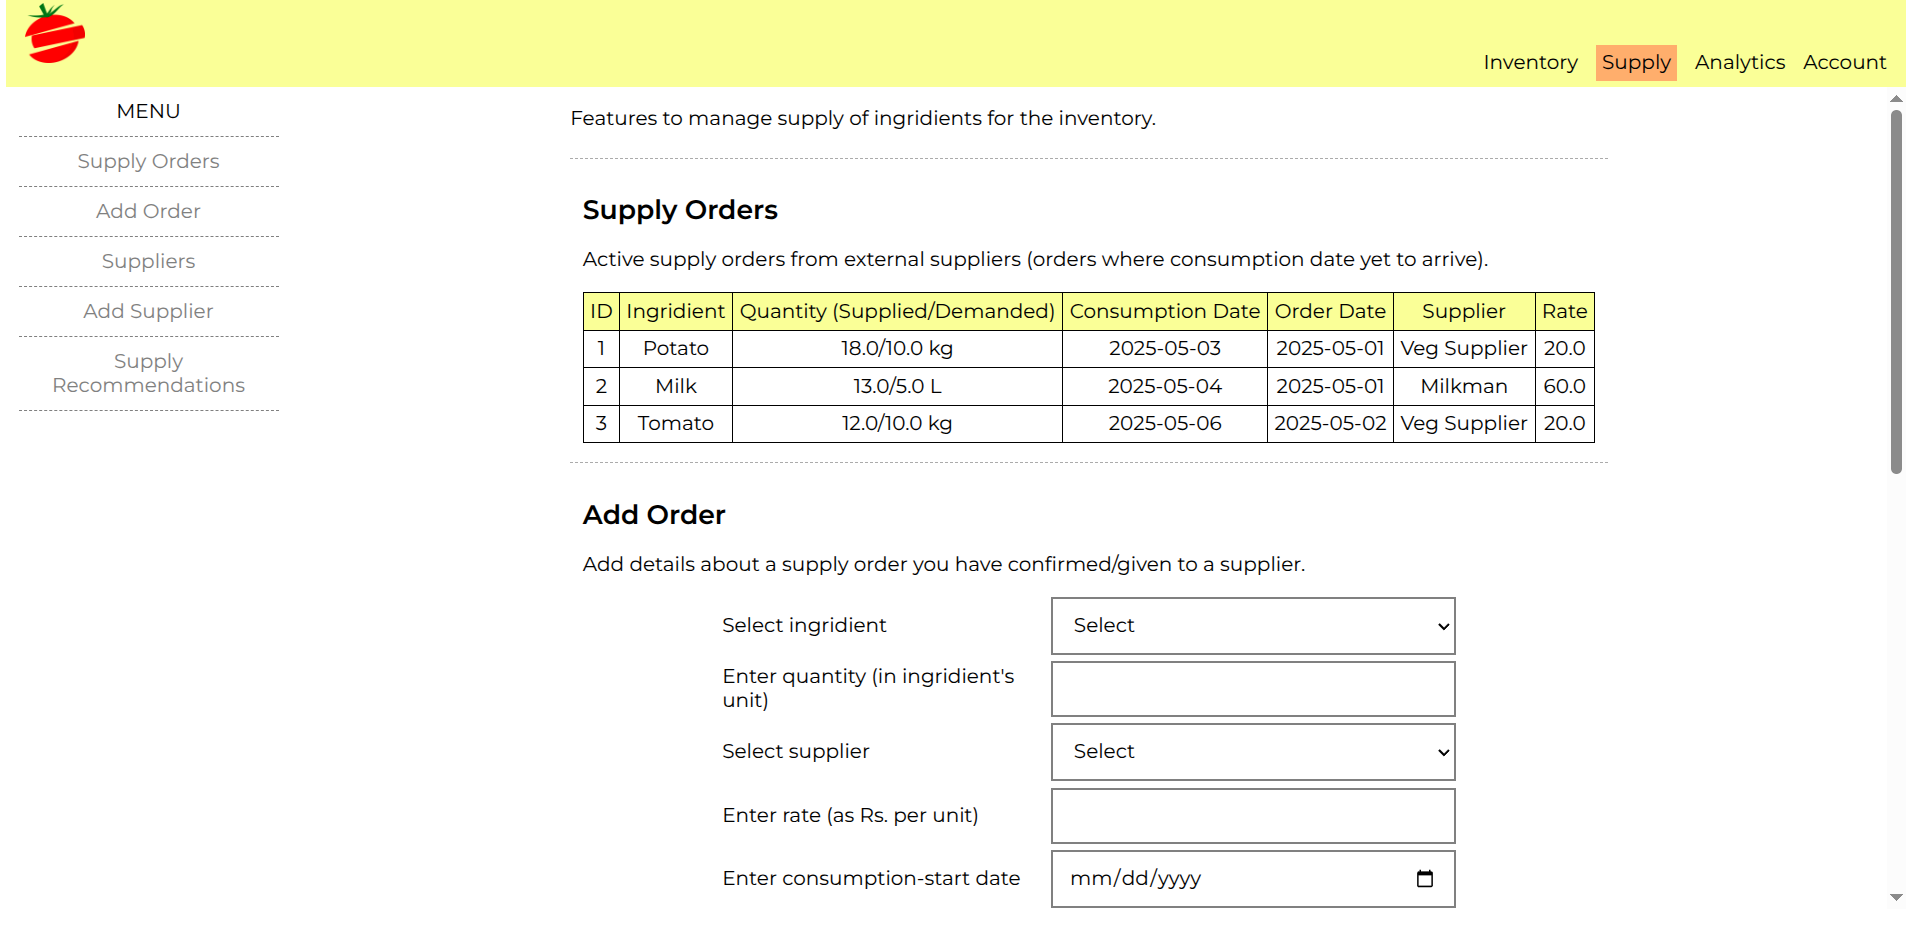 Inventory Supply Analytics Account
MENU
Supply Orders
Add Order
Suppliers
Add Supplier
Supply
Recommendations
Features to manage supply of ingridients for the inventory.
Supply Orders
Active supply orders from external suppliers (orders where consumption date yet to arrive).
ID Ingridient Quantity (Supplied/Demanded) Consumption Date Order Date Supplier Rate
1 Potato 18.0/10.0 kg 2025-05-03 2025-05-01 Veg Supplier 20.0
2 Milk 13.0/5.0 L 2025-05-04 2025-05-01 Milkman 60.0
3 Tomato 12.0/10.0 kg 2025-05-06 2025-05-02 Veg Supplier 20.0
Add Order
Add details about a supply order you have confirmed/given to a supplier.
Select ingridient Select
Enter quantity (in ingridient's
unit)
Select supplier Select
Enter rate (as Rs. per unit)
Enter consumption-start date mm/dd/yyyy